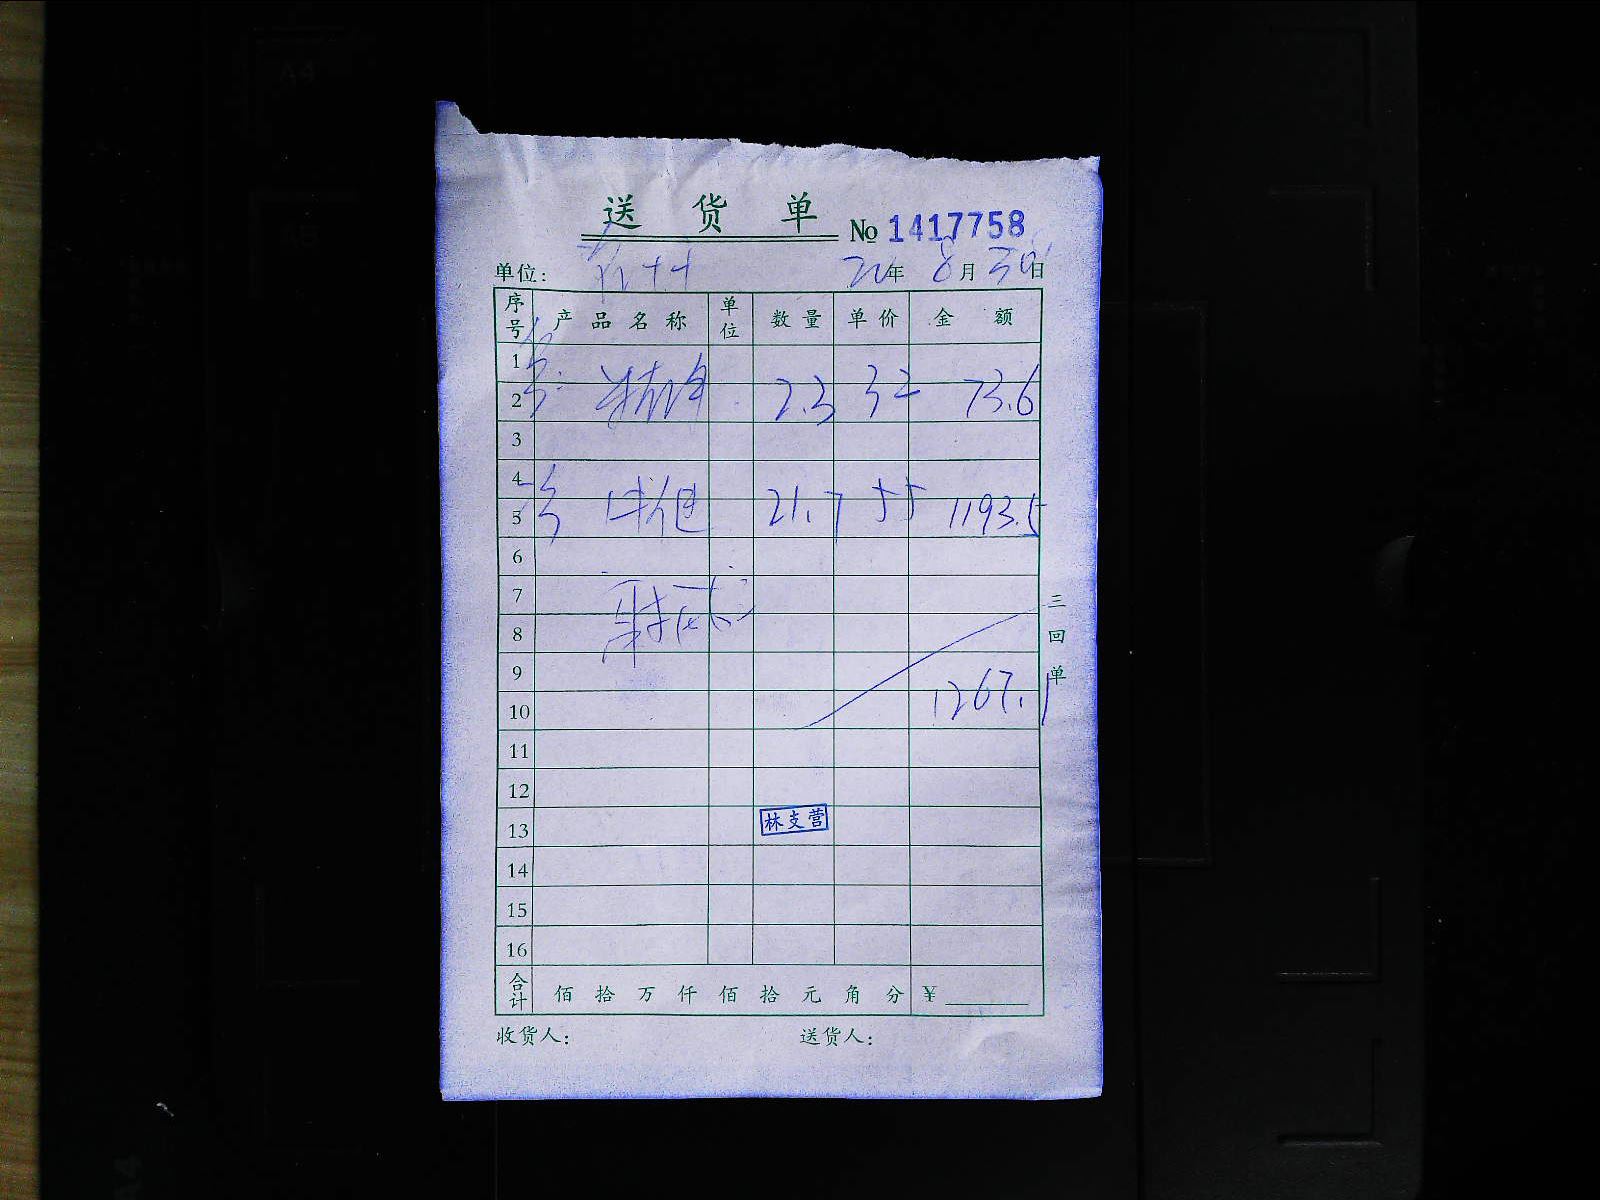 送货单 No 1417758
单位: 年 8月30日
序号 产品名称 单位 数量 单价 金额
1
2 2.3 32 73.6
3
4
5 21.7 55 1193.5
6
7
8
9
10 1267.1
11
12
13 林支营
14
15
16
合计 佰拾万仟佰拾元角分 ¥
收货人: 送货人:
三回单